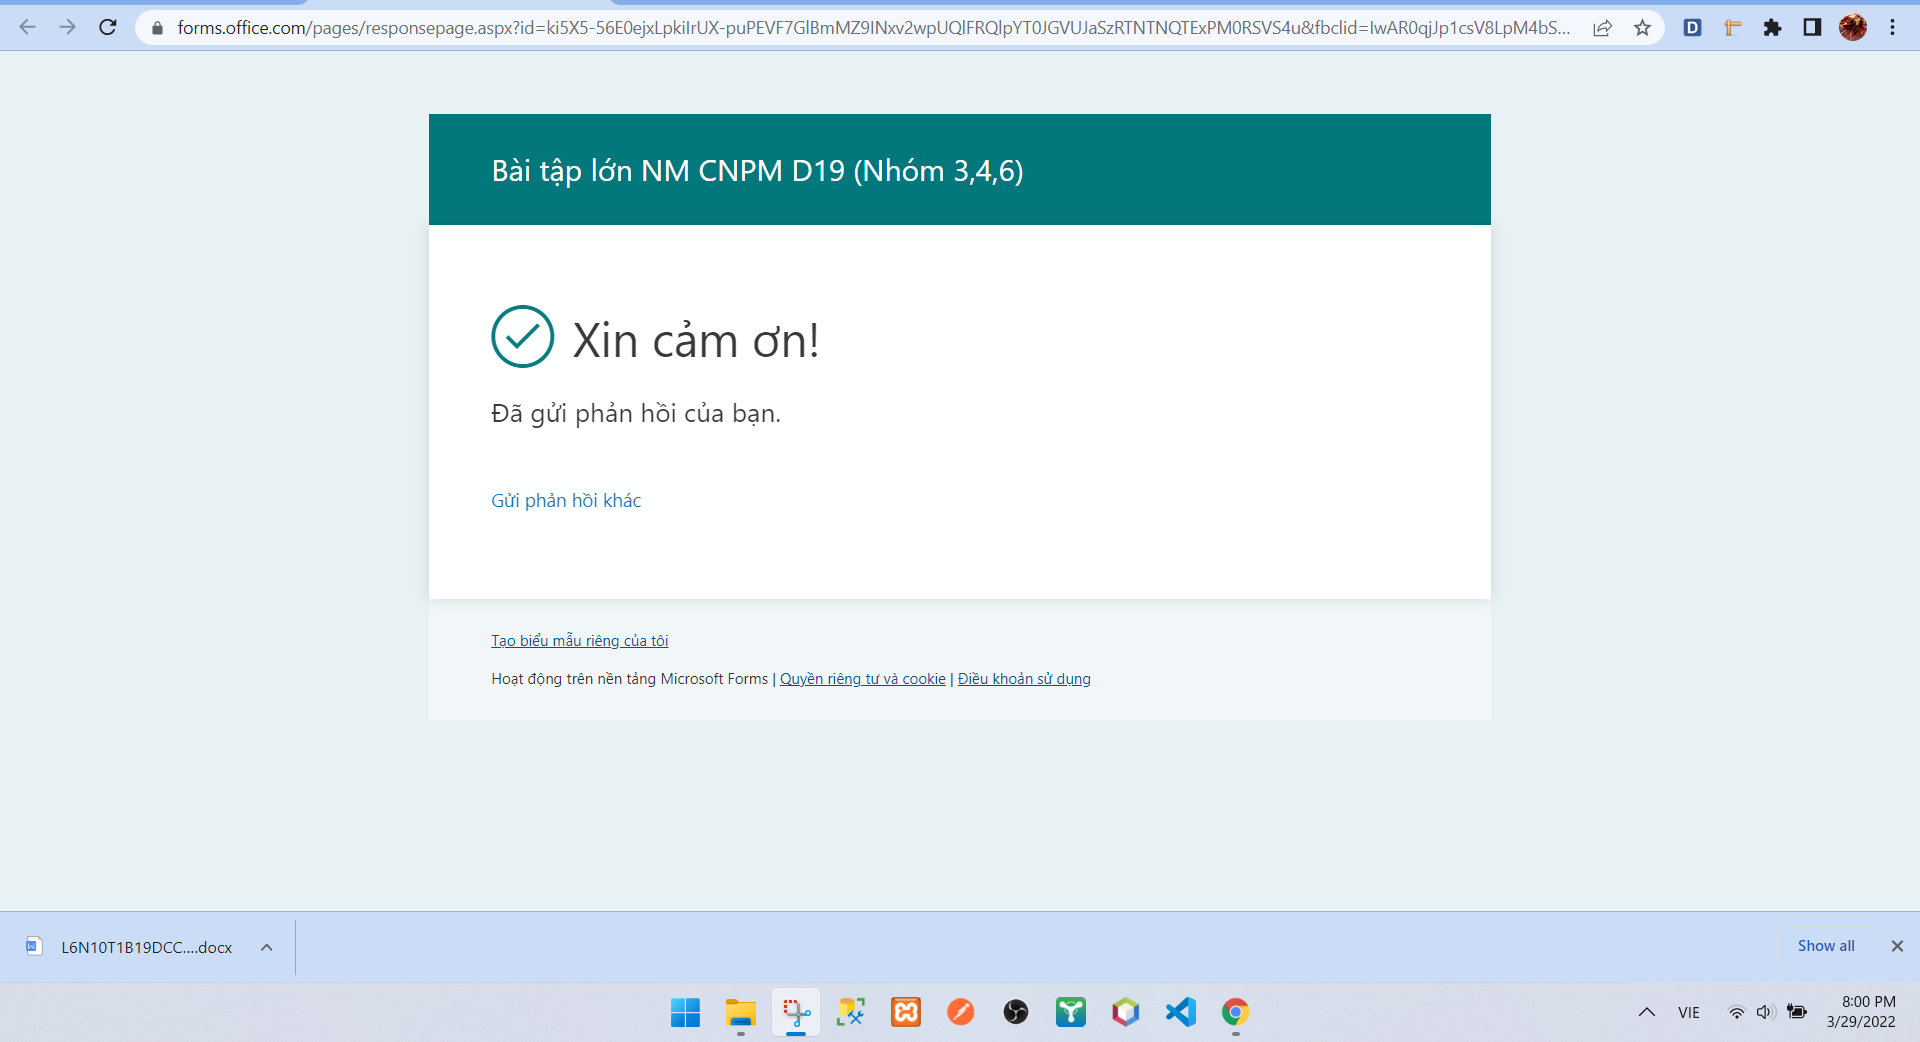 forms.office.com/pages/responsepage.aspx?id=ki5X5-56E0ejxLpkiIrUX-puPEVF7GlBmMZ9INxv2wpUQlFRQlpYT0JGVUJaSzRTNTNQTExPM0RSVS4u&fbclid=IwAR0qjJp1csV8LpM4bS...
D
Bài tập lớn NM CNPM D19 (Nhóm 3,4,6)
Xin cảm ơn!
Đã gửi phản hồi của bạn.
Gửi phản hồi khác
Tạo biểu mẫu riêng của tôi
Hoạt động trên nền tảng Microsoft Forms | Quyền riêng tư và cookie | Điều khoản sử dụng
L6N10T1B19DCC....docx
Show all
VIE
8:00 PM
3/29/2022